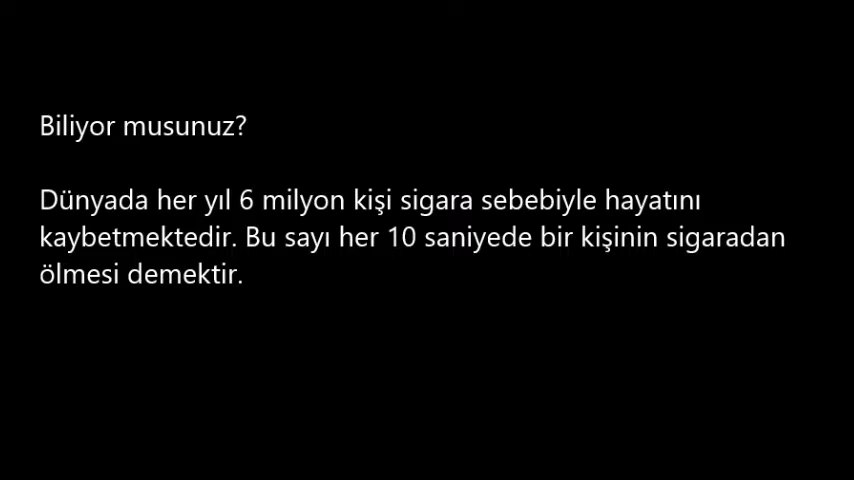 Biliyor musunuz?
Dünyada her yıl 6 milyon kişi sigara sebebiyle hayatını
kaybetmektedir. Bu sayı her 10 saniyede bir kişinin sigaradan
ölmesi demektir.